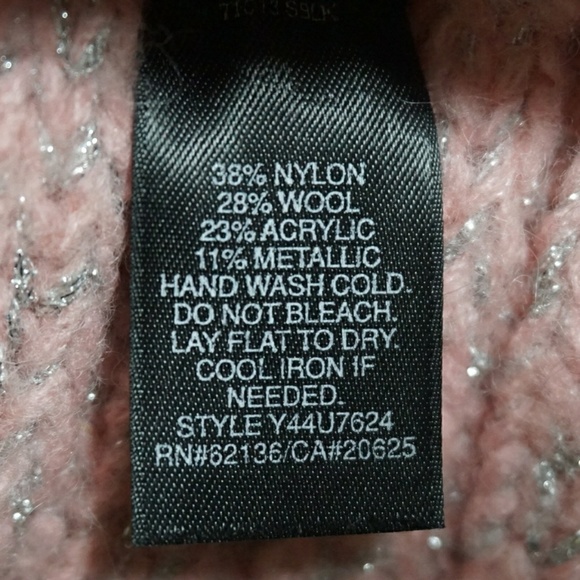 38% NYLON
28% WOOL
23% ACRYLIC
11% METALLIC
HAND WASH COLD.
DO NOT BLEACH.
LAY FLAT TO DRY.
COOL IRON IF
NEEDED.
STYLE Y44U7624
RN#62136/CA#20625